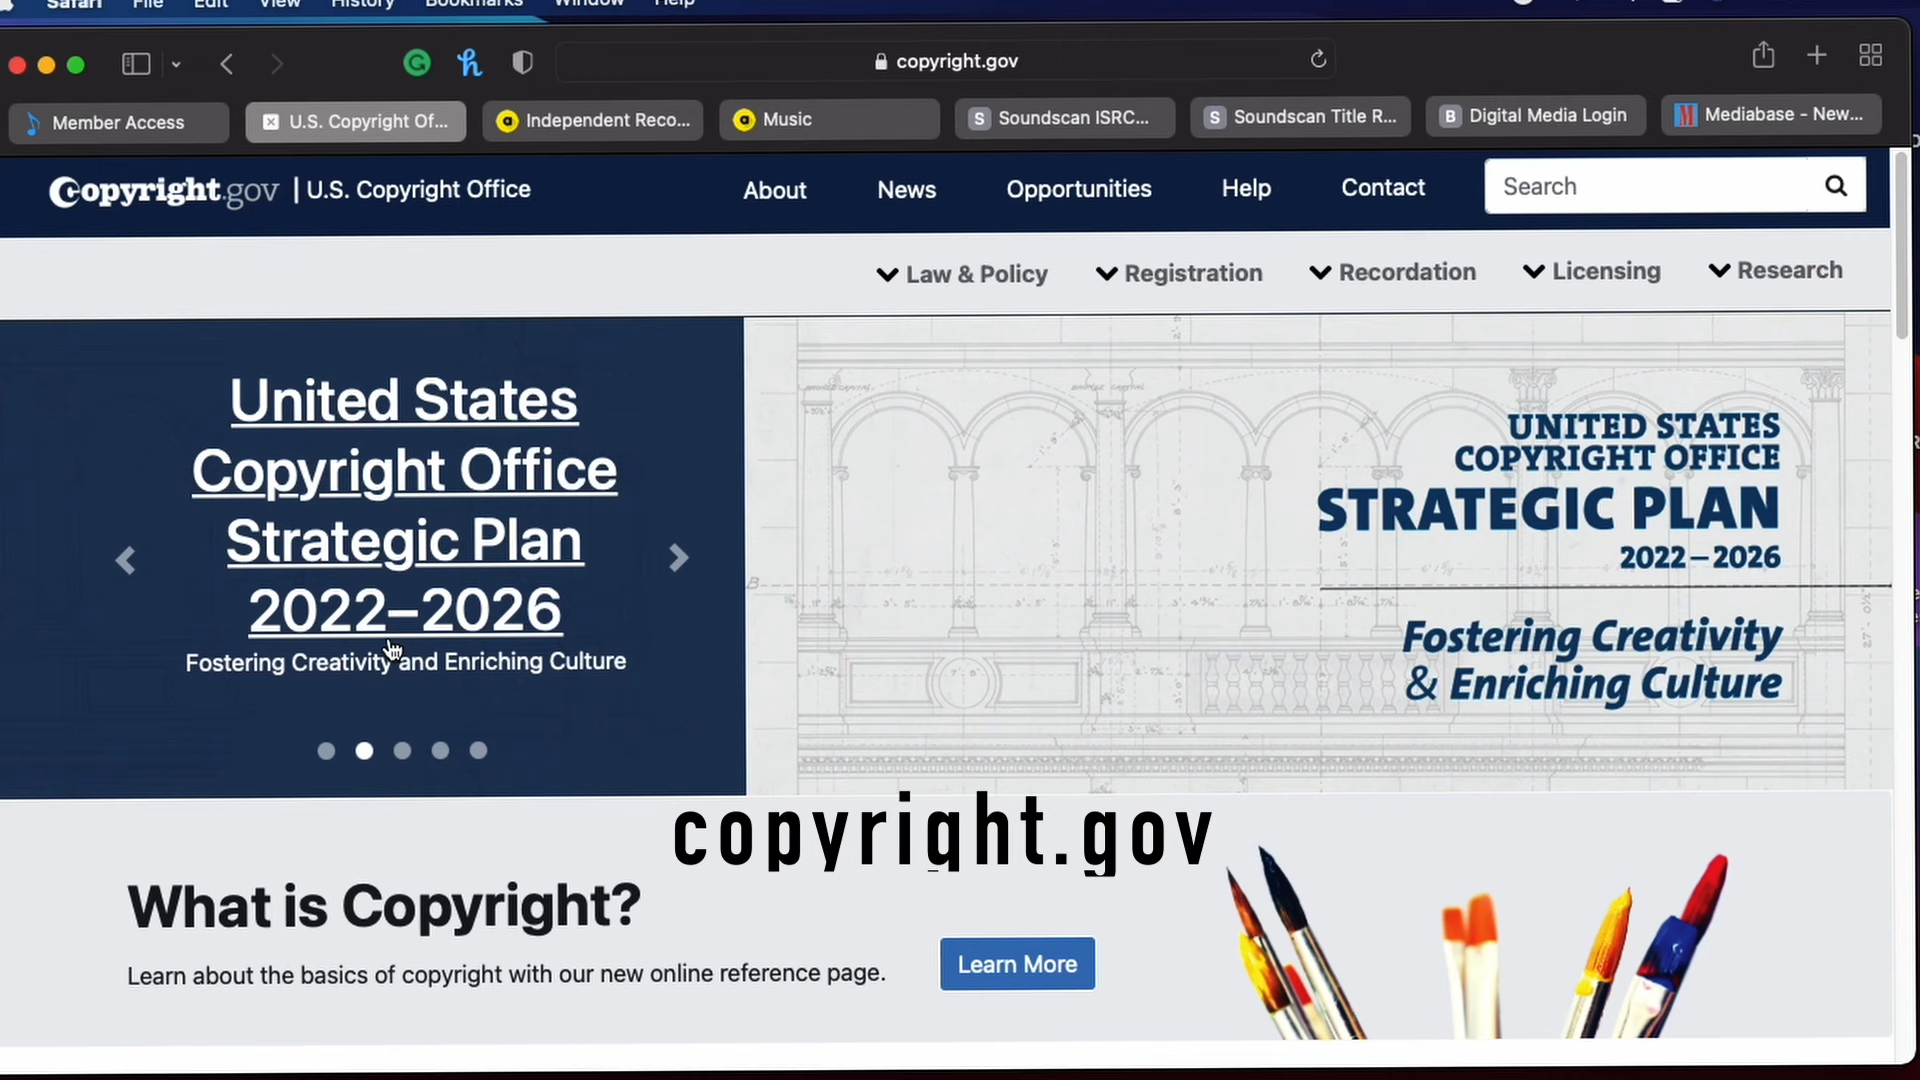 Safari File Edit View History Bookmarks Window Help
copyright.gov
Member Access
U.S. Copyright Of...
Independent Reco...
Music
S Soundscan ISRC...
S Soundscan Title R...
B Digital Media Login
Mediabase - New...
Copyright.gov | U.S. Copyright Office
About News Opportunities Help Contact
Search
Law & Policy Registration Recordation Licensing Research
United States
Copyright Office
Strategic Plan
2022–2026
Fostering Creativity and Enriching Culture
UNITED STATES
COPYRIGHT OFFICE
STRATEGIC PLAN
2022–2026
Fostering Creativity
& Enriching Culture
copyright.gov
What is Copyright?
Learn about the basics of copyright with our new online reference page.
Learn More